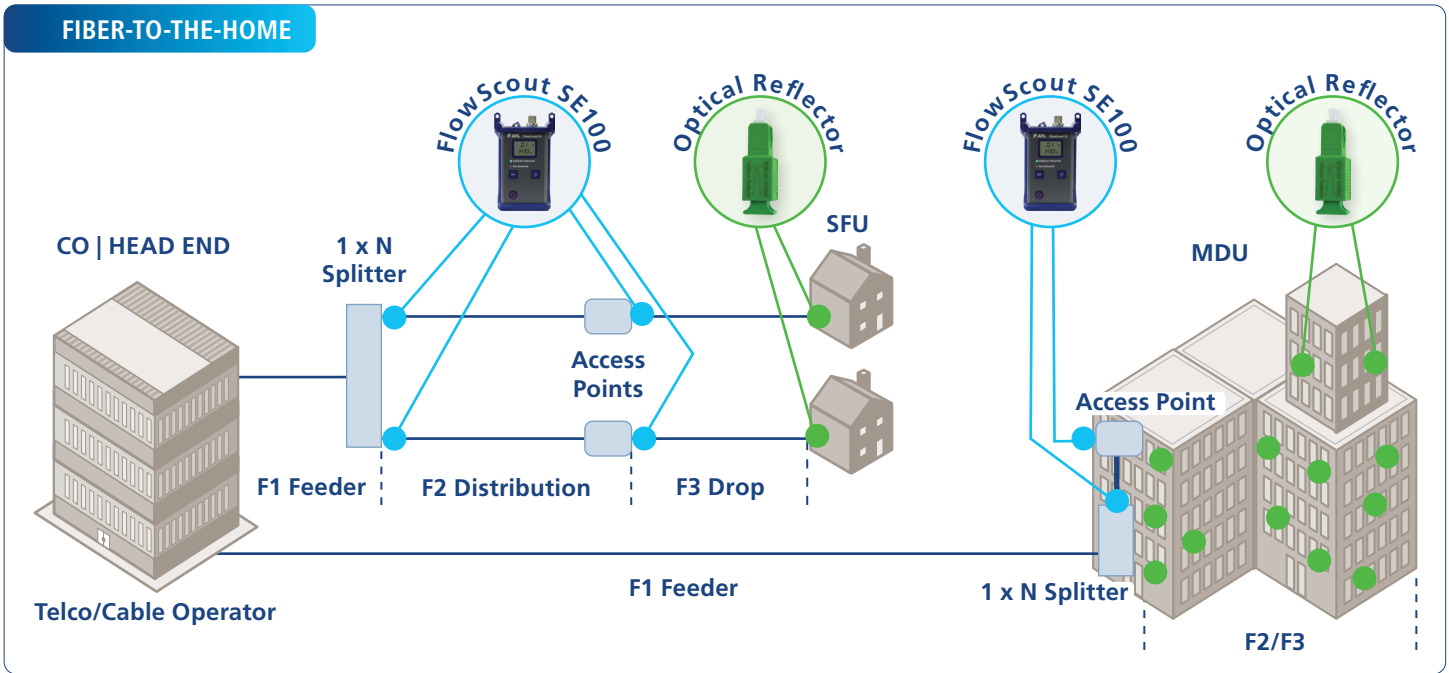 FIBER-TO-THE-HOME
FlowScout SE100
Optical Reflector
FlowScout SE100
Optical Reflector
CO | HEAD END
1 x N
Splitter
SFU
MDU
Access
Points
Access Point
F1 Feeder
F2 Distribution
F3 Drop
F1 Feeder
1 x N Splitter
Telco/Cable Operator
F2/F3